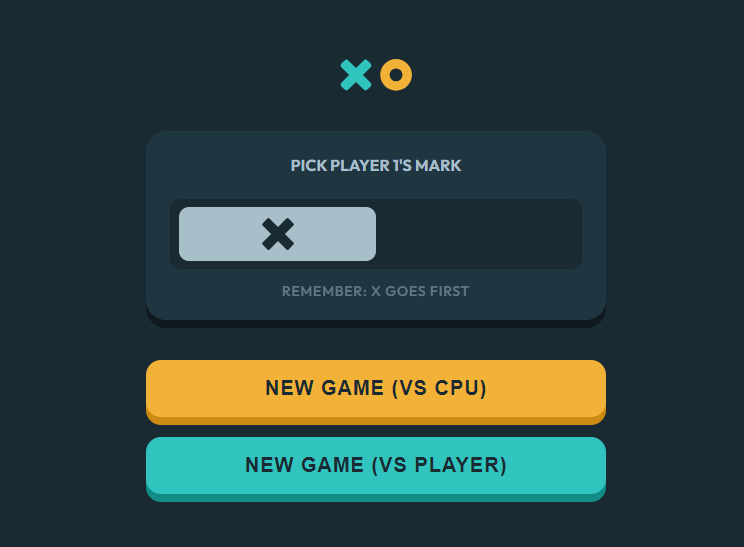 PICK PLAYER 1'S MARK
REMEMBER: X GOES FIRST
NEW GAME (VS CPU)
NEW GAME (VS PLAYER)